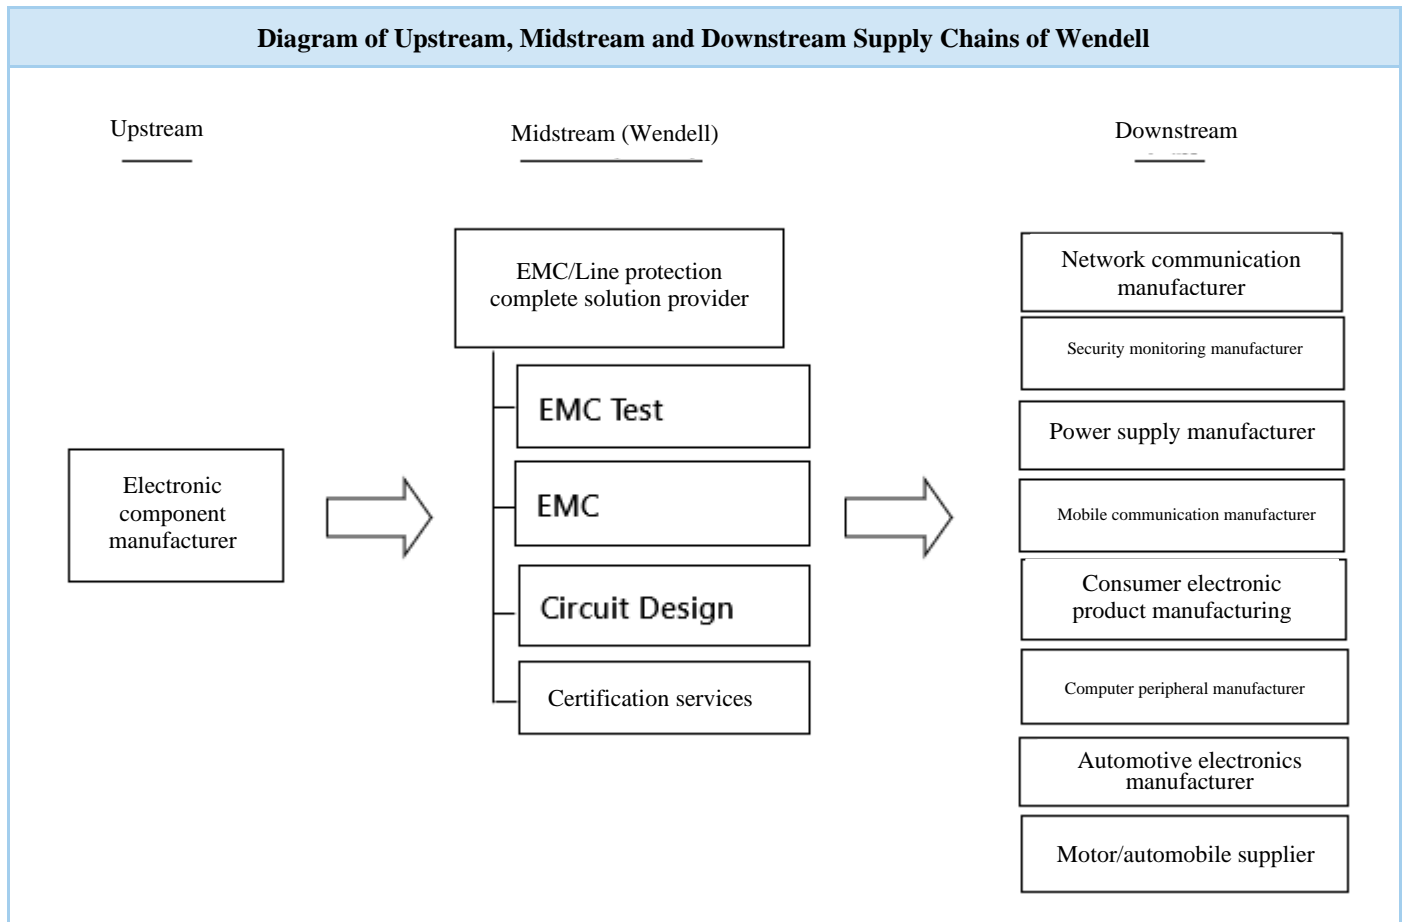 Diagram of Upstream, Midstream and Downstream Supply Chains of Wendell
Upstream
Midstream (Wendell)
Downstream
Electronic
component
manufacturer
EMC/Line protection
complete solution provider
EMC Test
EMC
Circuit Design
Certification services
Network communication
manufacturer
Security monitoring manufacturer
Power supply manufacturer
Mobile communication manufacturer
Consumer electronic
product manufacturing
Computer peripheral manufacturer
Automotive electronics
manufacturer
Motor/automobile supplier